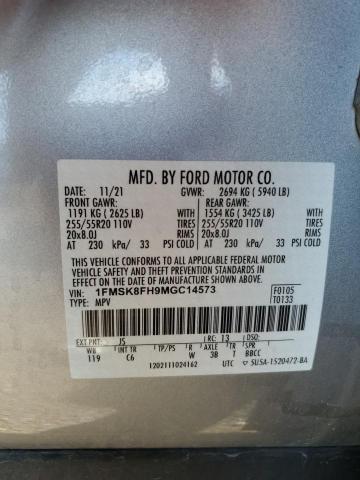 MFD. BY FORD MOTOR CO.
DATE: 11/21 GVWR: 2694 KG ( 5940 LB)
FRONT GAWR: REAR GAWR:
1191 KG (2625 LB) WITH 1554 KG (3425 LB) WITH
255/55R20 110V TIRES 255/55R20 110V TIRES
20x8.0J RIMS 20x8.0J RIMS
AT 230 kPa/ 33 PSI COLD AT 230 kPa/ 33 PSI COLD
THIS VEHICLE CONFORMS TO ALL APPLICABLE FEDERAL MOTOR
VEHICLE SAFETY AND THEFT PREVENTION STANDARDS IN EFFECT
ON THE DATE OF MANUFACTURE SHOWN ABOVE.
VIN: 1FMSK8FH9MGC14573 F0105
TYPE: MPV T0133
EXT PNT: JS RC: 13 DSO:
WB INT TR TP/PS R AXLE TR SPR
119 C6 W 3B T BBCC
1202111024162 UTC ▽ SU5A-1520472-BA